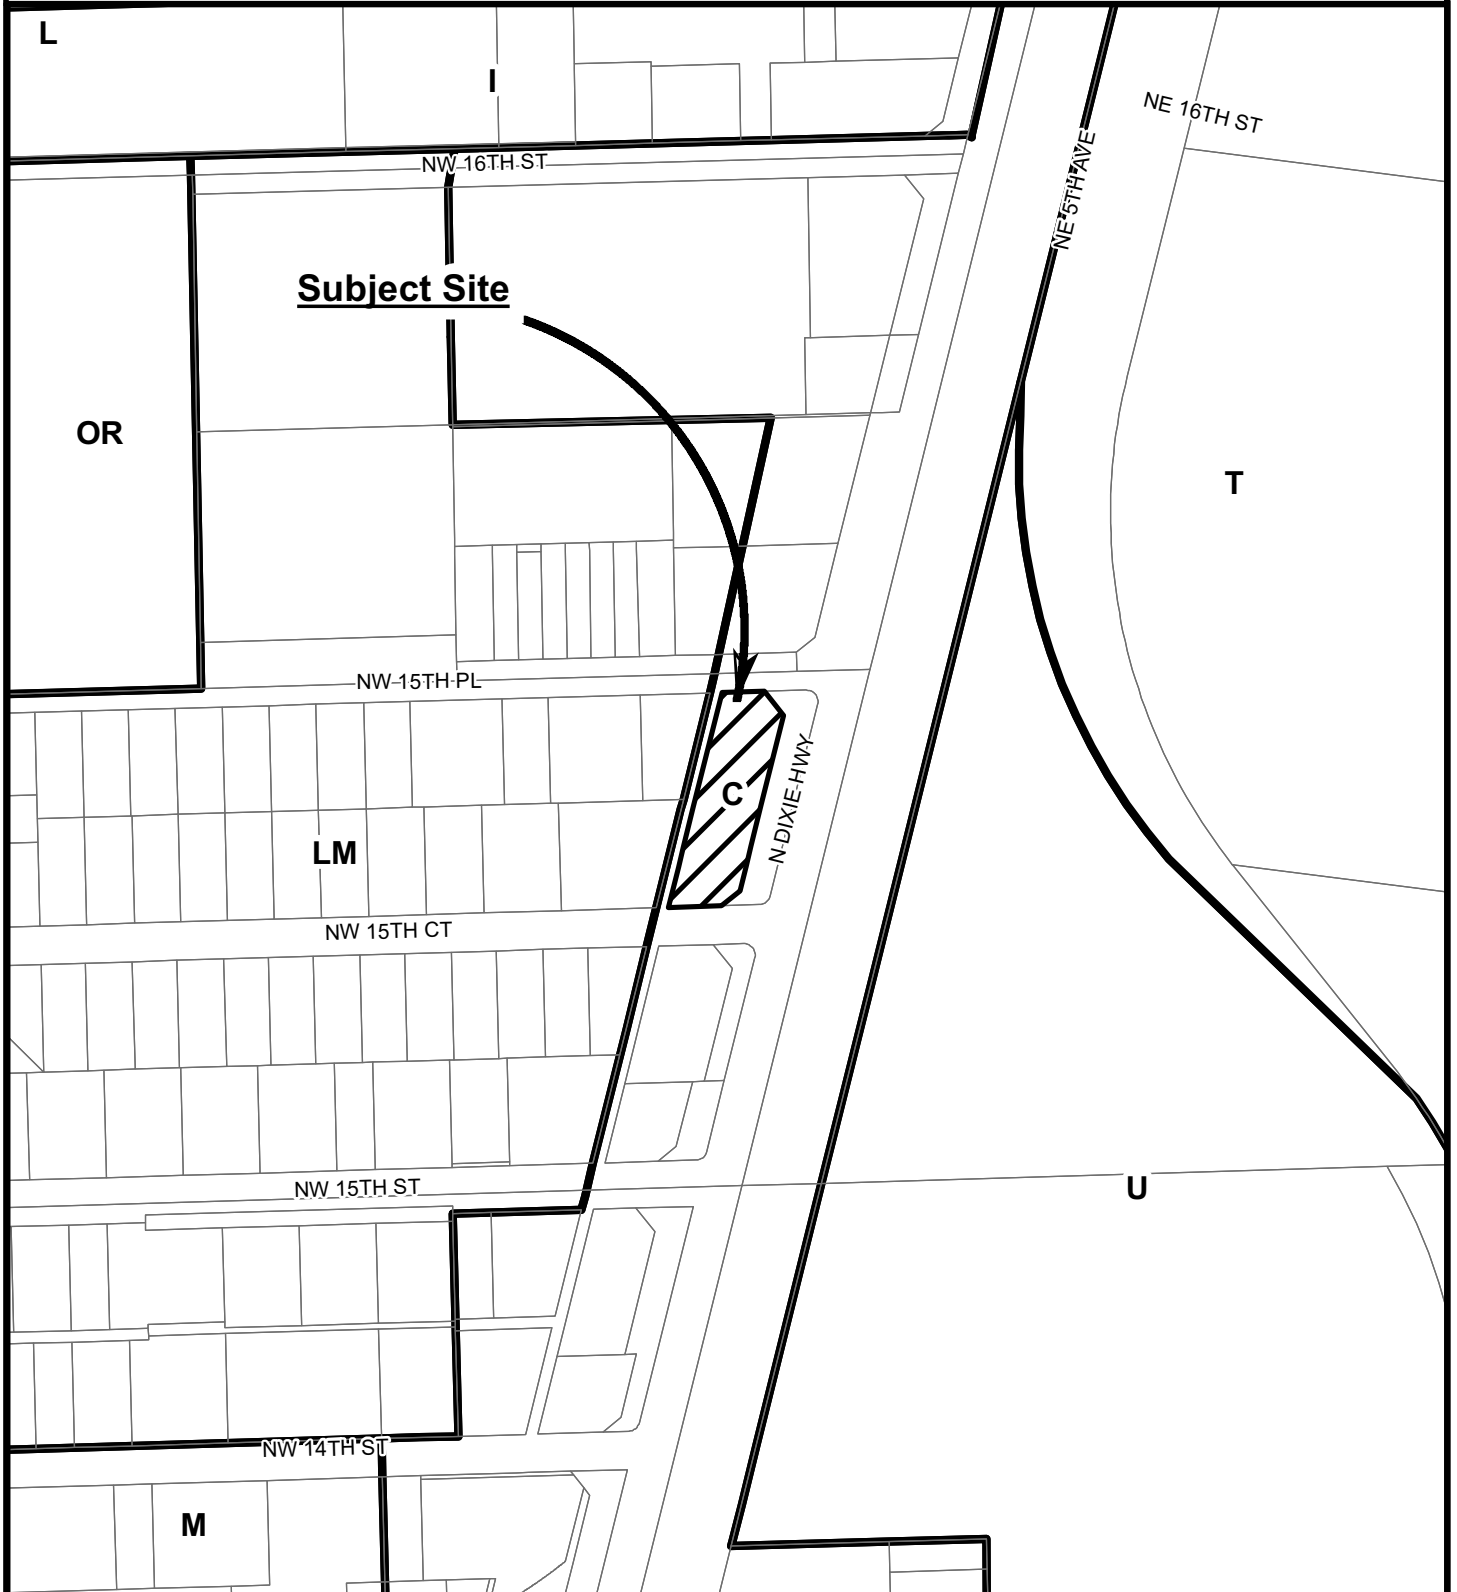 L
I
NE 16TH ST
NW 16TH ST
NE 5TH AVE
Subject Site
OR
T
NW 15TH PL
C
N DIXIE HWY
LM
NW 15TH CT
NW 15TH ST
U
NW 14TH ST
M